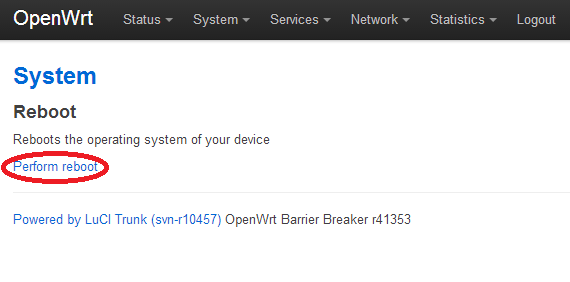 OpenWrt Status System Services Network Statistics Logout
System
Reboot
Reboots the operating system of your device
Perform reboot
Powered by LuCI Trunk (svn-r10457) OpenWrt Barrier Breaker r41353